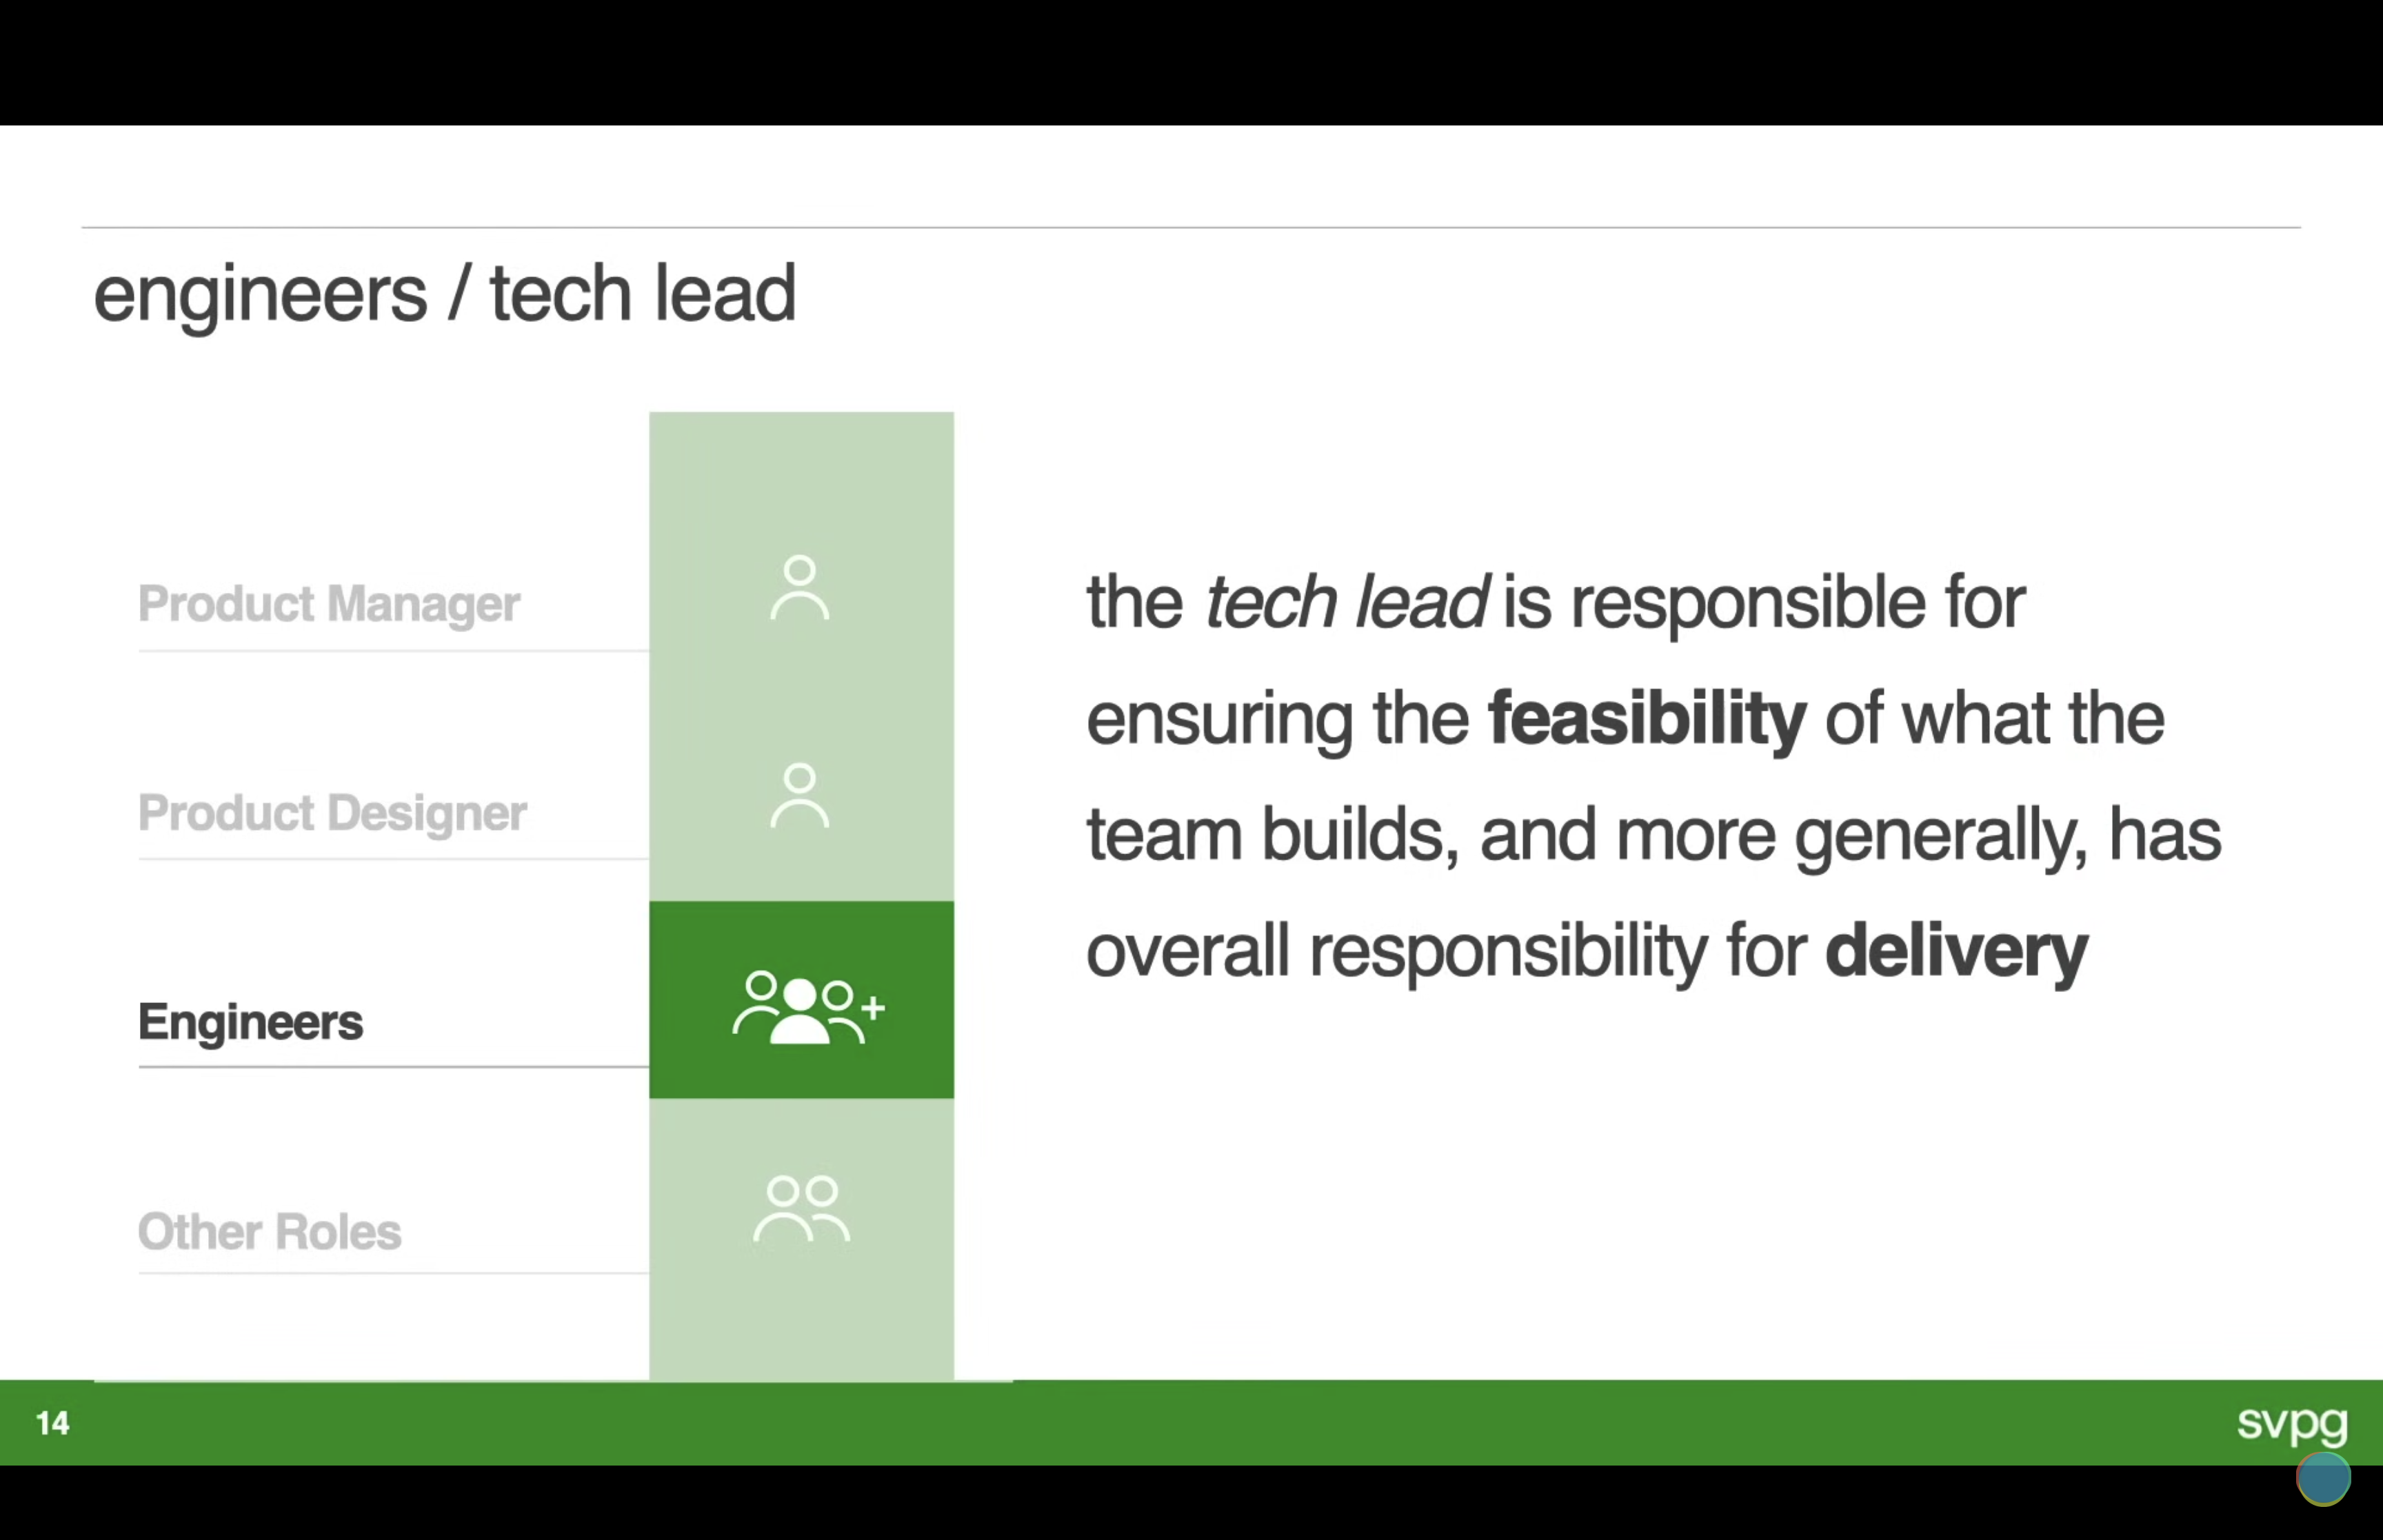 engineers / tech lead
Product Manager
Product Designer
Engineers
Other Roles
the tech lead is responsible for
ensuring the feasibility of what the
team builds, and more generally, has
overall responsibility for delivery
14
svpg